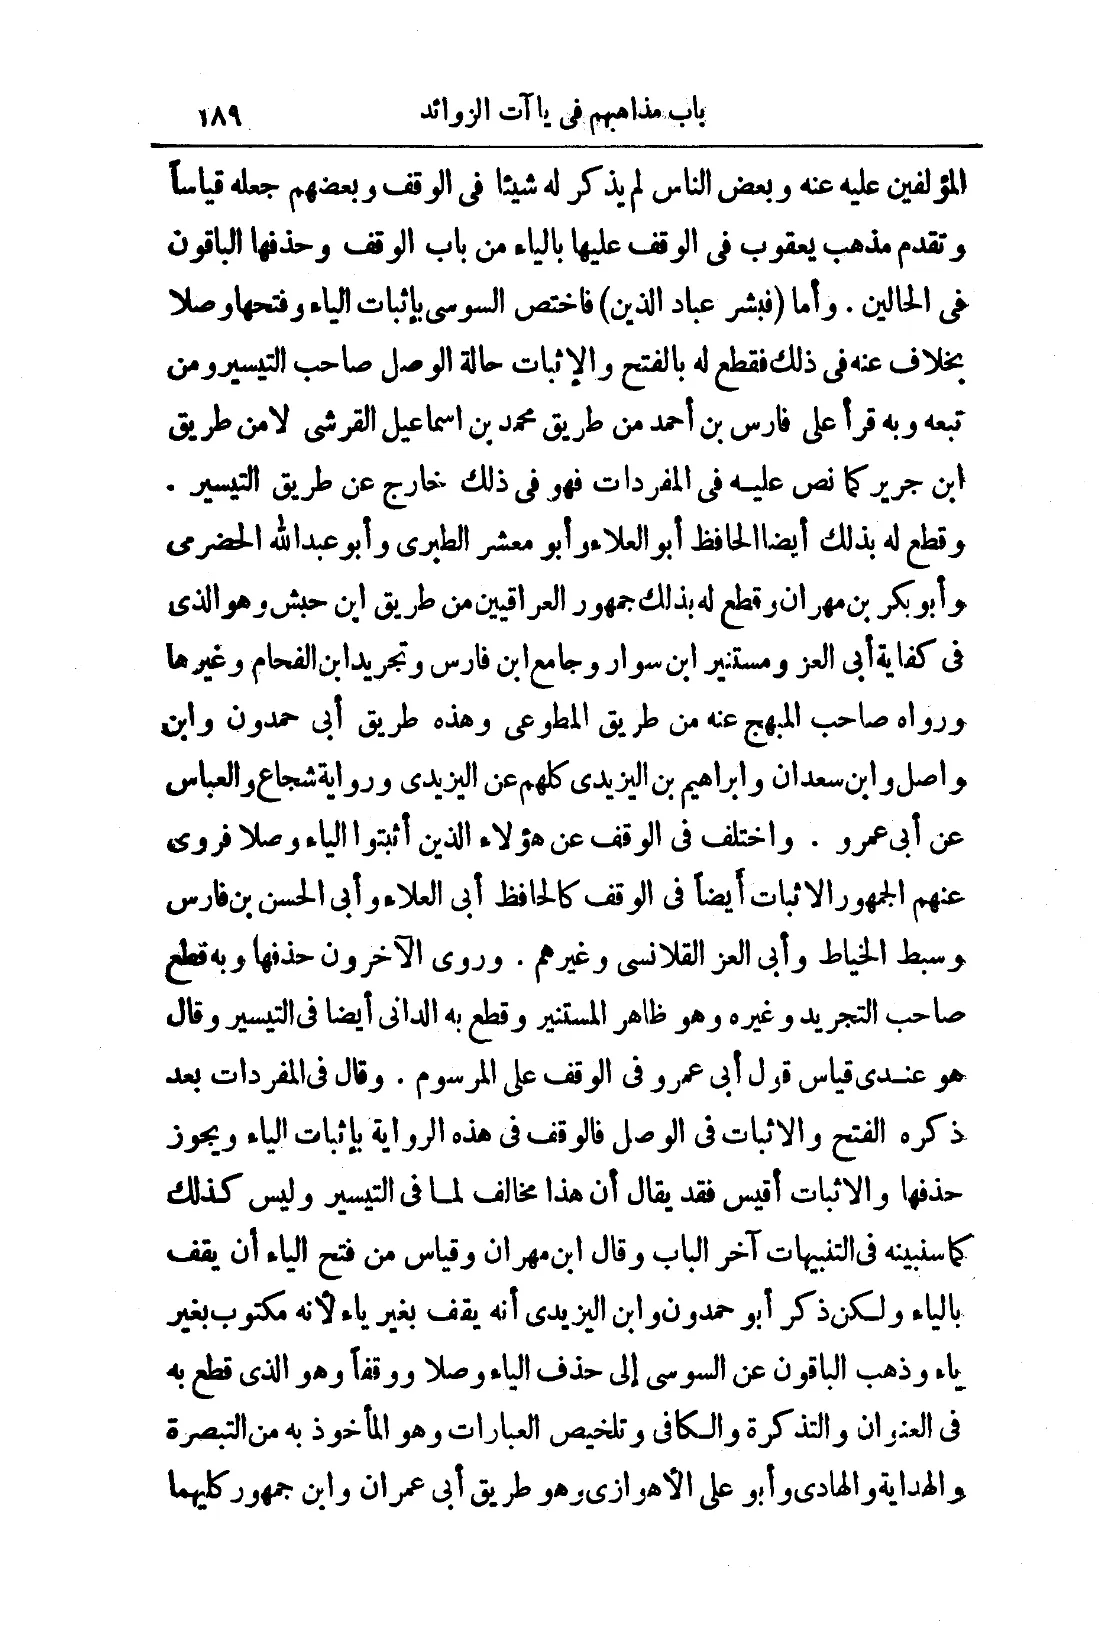 باب مذاهبهم فى ياآت الزوائد ١٨٩
المؤلفين عليه عنه وبعض الناس لم يذكر له شيئا فى الوقف وبعضهم جعله قياساً
وتقدم مذهب يعقوب فى الوقف عليها بالياء من باب الوقف وحذفها الباقون
فى الحالين . وأما (فبشر عباد الذين) فاختص السوسى بإثبات الياء وفتحها وصلا
بخلاف عنه فى ذلك فقطع له بالفتح والإثبات حالة الوصل صاحب التيسير ومن
تبعه وبه قرأ على فارس بن أحمد من طريق محمد بن اسماعيل القرشى لا من طريق
ابن جرير كما نص عليه فى المفردات فهو فى ذلك خارج عن طريق التيسير .
وقطع له بذلك أيضا الحافظ أبو العلاء وأبو معشر الطبرى وأبو عبد الله الحضرمى
وأبو بكر بن مهران وقطع له بذلك جمهور العراقيين من طريق ابن حبش وهو الذى
فى كفاية أبى العز ومستنير ابن سوار وجامع ابن فارس وتجريد ابن الفحام وغيرها
ورواه صاحب المبهج عنه من طريق المطوعى وهذه طريق أبى حمدون وابن
واصل وابن سعدان وابراهيم بن اليزيدى كلهم عن اليزيدى ورواية شجاع والعباس
عن أبى عمرو . واختلف فى الوقف عن هؤلاء الذين أثبتوا الياء وصلا فروى
عنهم الجمهور الاثبات أيضاً فى الوقف كالحافظ أبى العلاء وأبى الحسن بن فارس
وسبط الخياط وأبى العز القلانسى وغيرهم . وروى الآخرون حذفها وبه قطع
صاحب التجريد وغيره وهو ظاهر المستنير وقطع به الدانى أيضا فى التيسير وقال
هو عندى قياس قول أبى عمرو فى الوقف على المرسوم . وقال فى المفردات بعد
ذكره الفتح والاثبات فى الوصل فالوقف فى هذه الرواية بإثبات الياء ويجوز
حذفها والاثبات أقيس فقد يقال أن هذا مخالف لما فى التيسير وليس كذلك
كما سنبينه فى التنبيهات آخر الباب وقال ابن مهران وقياس من فتح الياء أن يقف
بالياء ولكن ذكر أبو حمدون وابن اليزيدى أنه يقف بغير ياء لأنه مكتوب بغير
ياء وذهب الباقون عن السوسى إلى حذف الياء وصلا ووقفاً وهو الذى قطع به
فى العنوان والتذكرة والكافى وتلخيص العبارات وهو المأخوذ به من التبصرة
والهداية والهادى وأبو على الأهوازى وهو طريق أبى عمران وابن جمهور كليهما